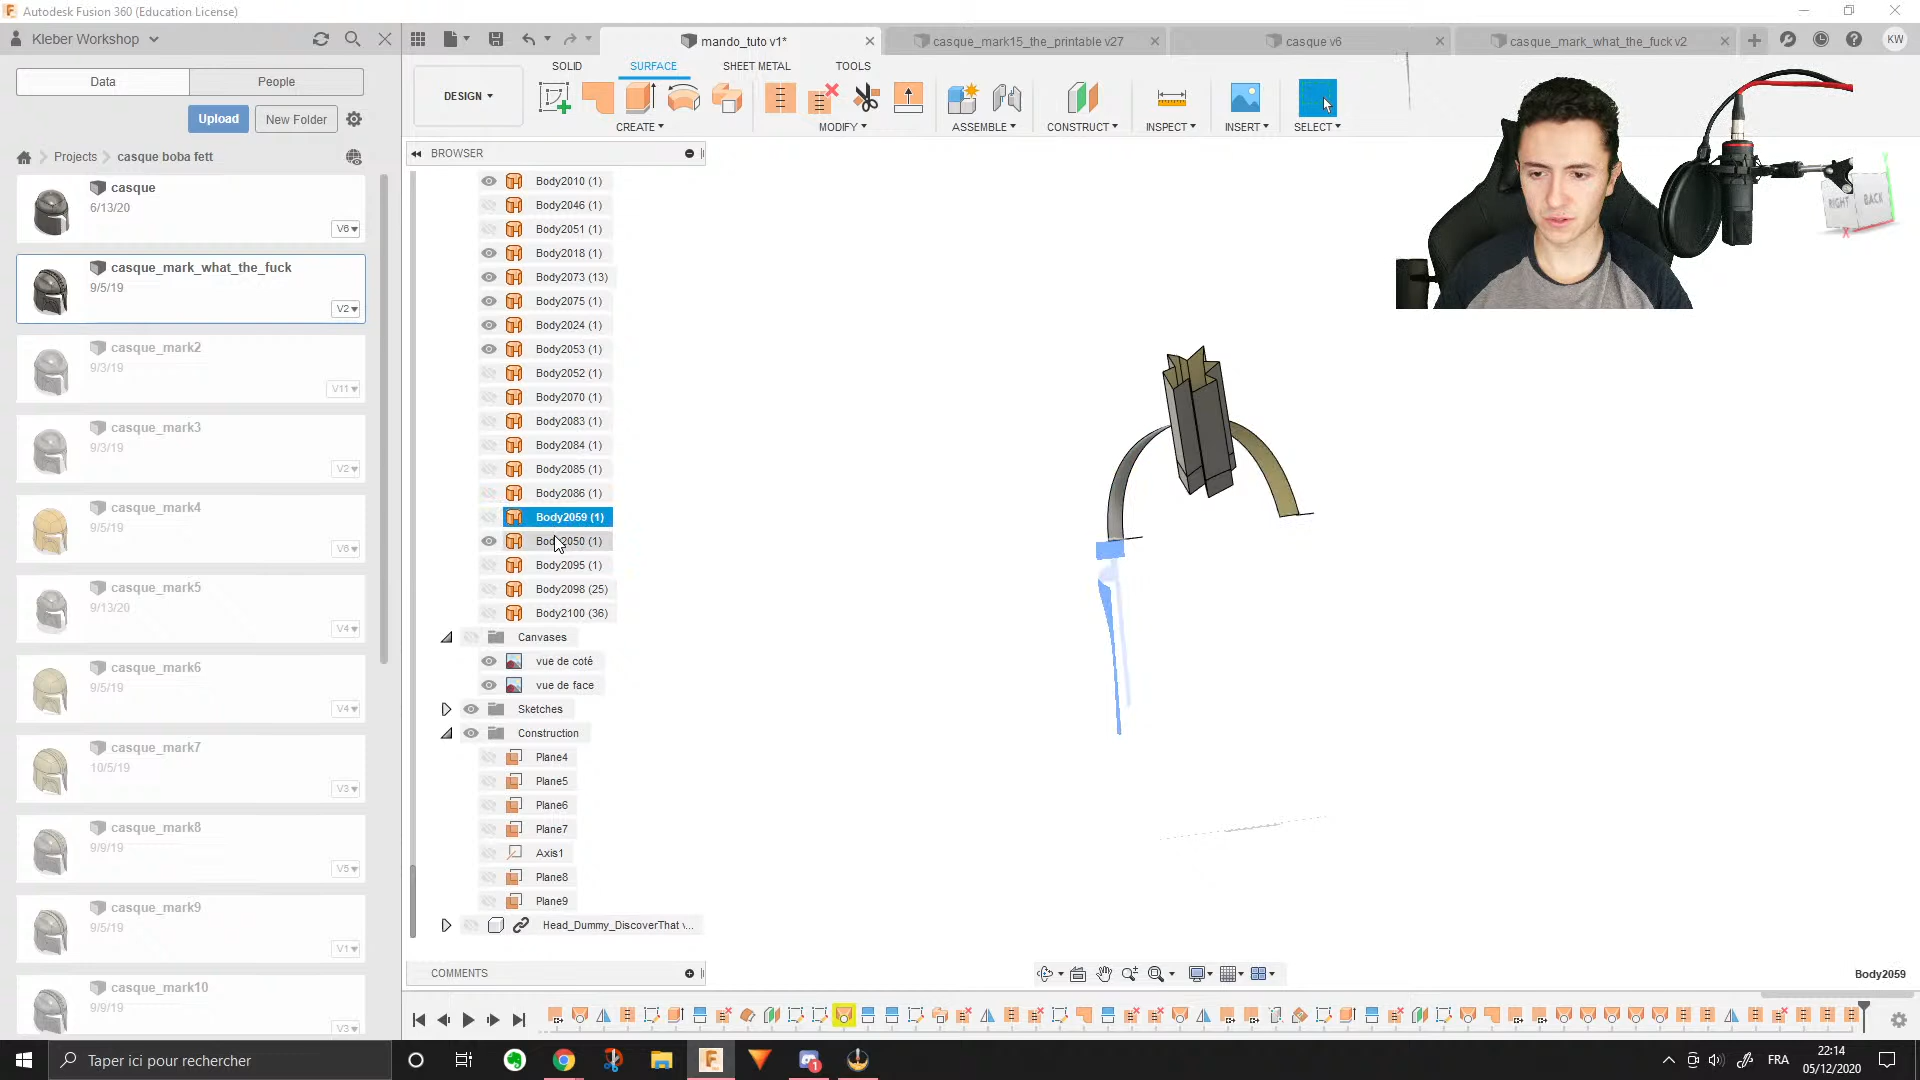 Autodesk Fusion 360 (Education License)
Kleber Workshop
mando_tuto v1*
casque_mark15_the_printable v27
casque v6
casque_mark_what_the_fuck v2
KW
Data
People
Upload
New Folder
Projects
casque boba fett
casque
6/13/20
V6
casque_mark_what_the_fuck
9/5/19
V2
casque_mark2
9/3/19
V11
casque_mark3
9/3/19
V2
casque_mark4
9/5/19
V6
casque_mark5
9/13/20
V4
casque_mark6
9/5/19
V4
casque_mark7
10/5/19
V3
casque_mark8
9/9/19
V5
casque_mark9
9/5/19
V1
casque_mark10
9/9/19
V3
SOLID
SURFACE
SHEET METAL
TOOLS
DESIGN
CREATE
MODIFY
ASSEMBLE
CONSTRUCT
INSPECT
INSERT
SELECT
BROWSER
Body2010 (1)
Body2046 (1)
Body2051 (1)
Body2018 (1)
Body2073 (13)
Body2075 (1)
Body2024 (1)
Body2053 (1)
Body2052 (1)
Body2070 (1)
Body2083 (1)
Body2084 (1)
Body2085 (1)
Body2086 (1)
Body2059 (1)
Body2050 (1)
Body2095 (1)
Body2098 (25)
Body2100 (36)
Canvases
vue de coté
vue de face
Sketches
Construction
Plane4
Plane5
Plane6
Plane7
Axis1
Plane8
Plane9
Head_Dummy_DiscoverThat v...
COMMENTS
RIGHT
BACK
X
Body2059
Taper ici pour rechercher
1
FRA
22:14
05/12/2020